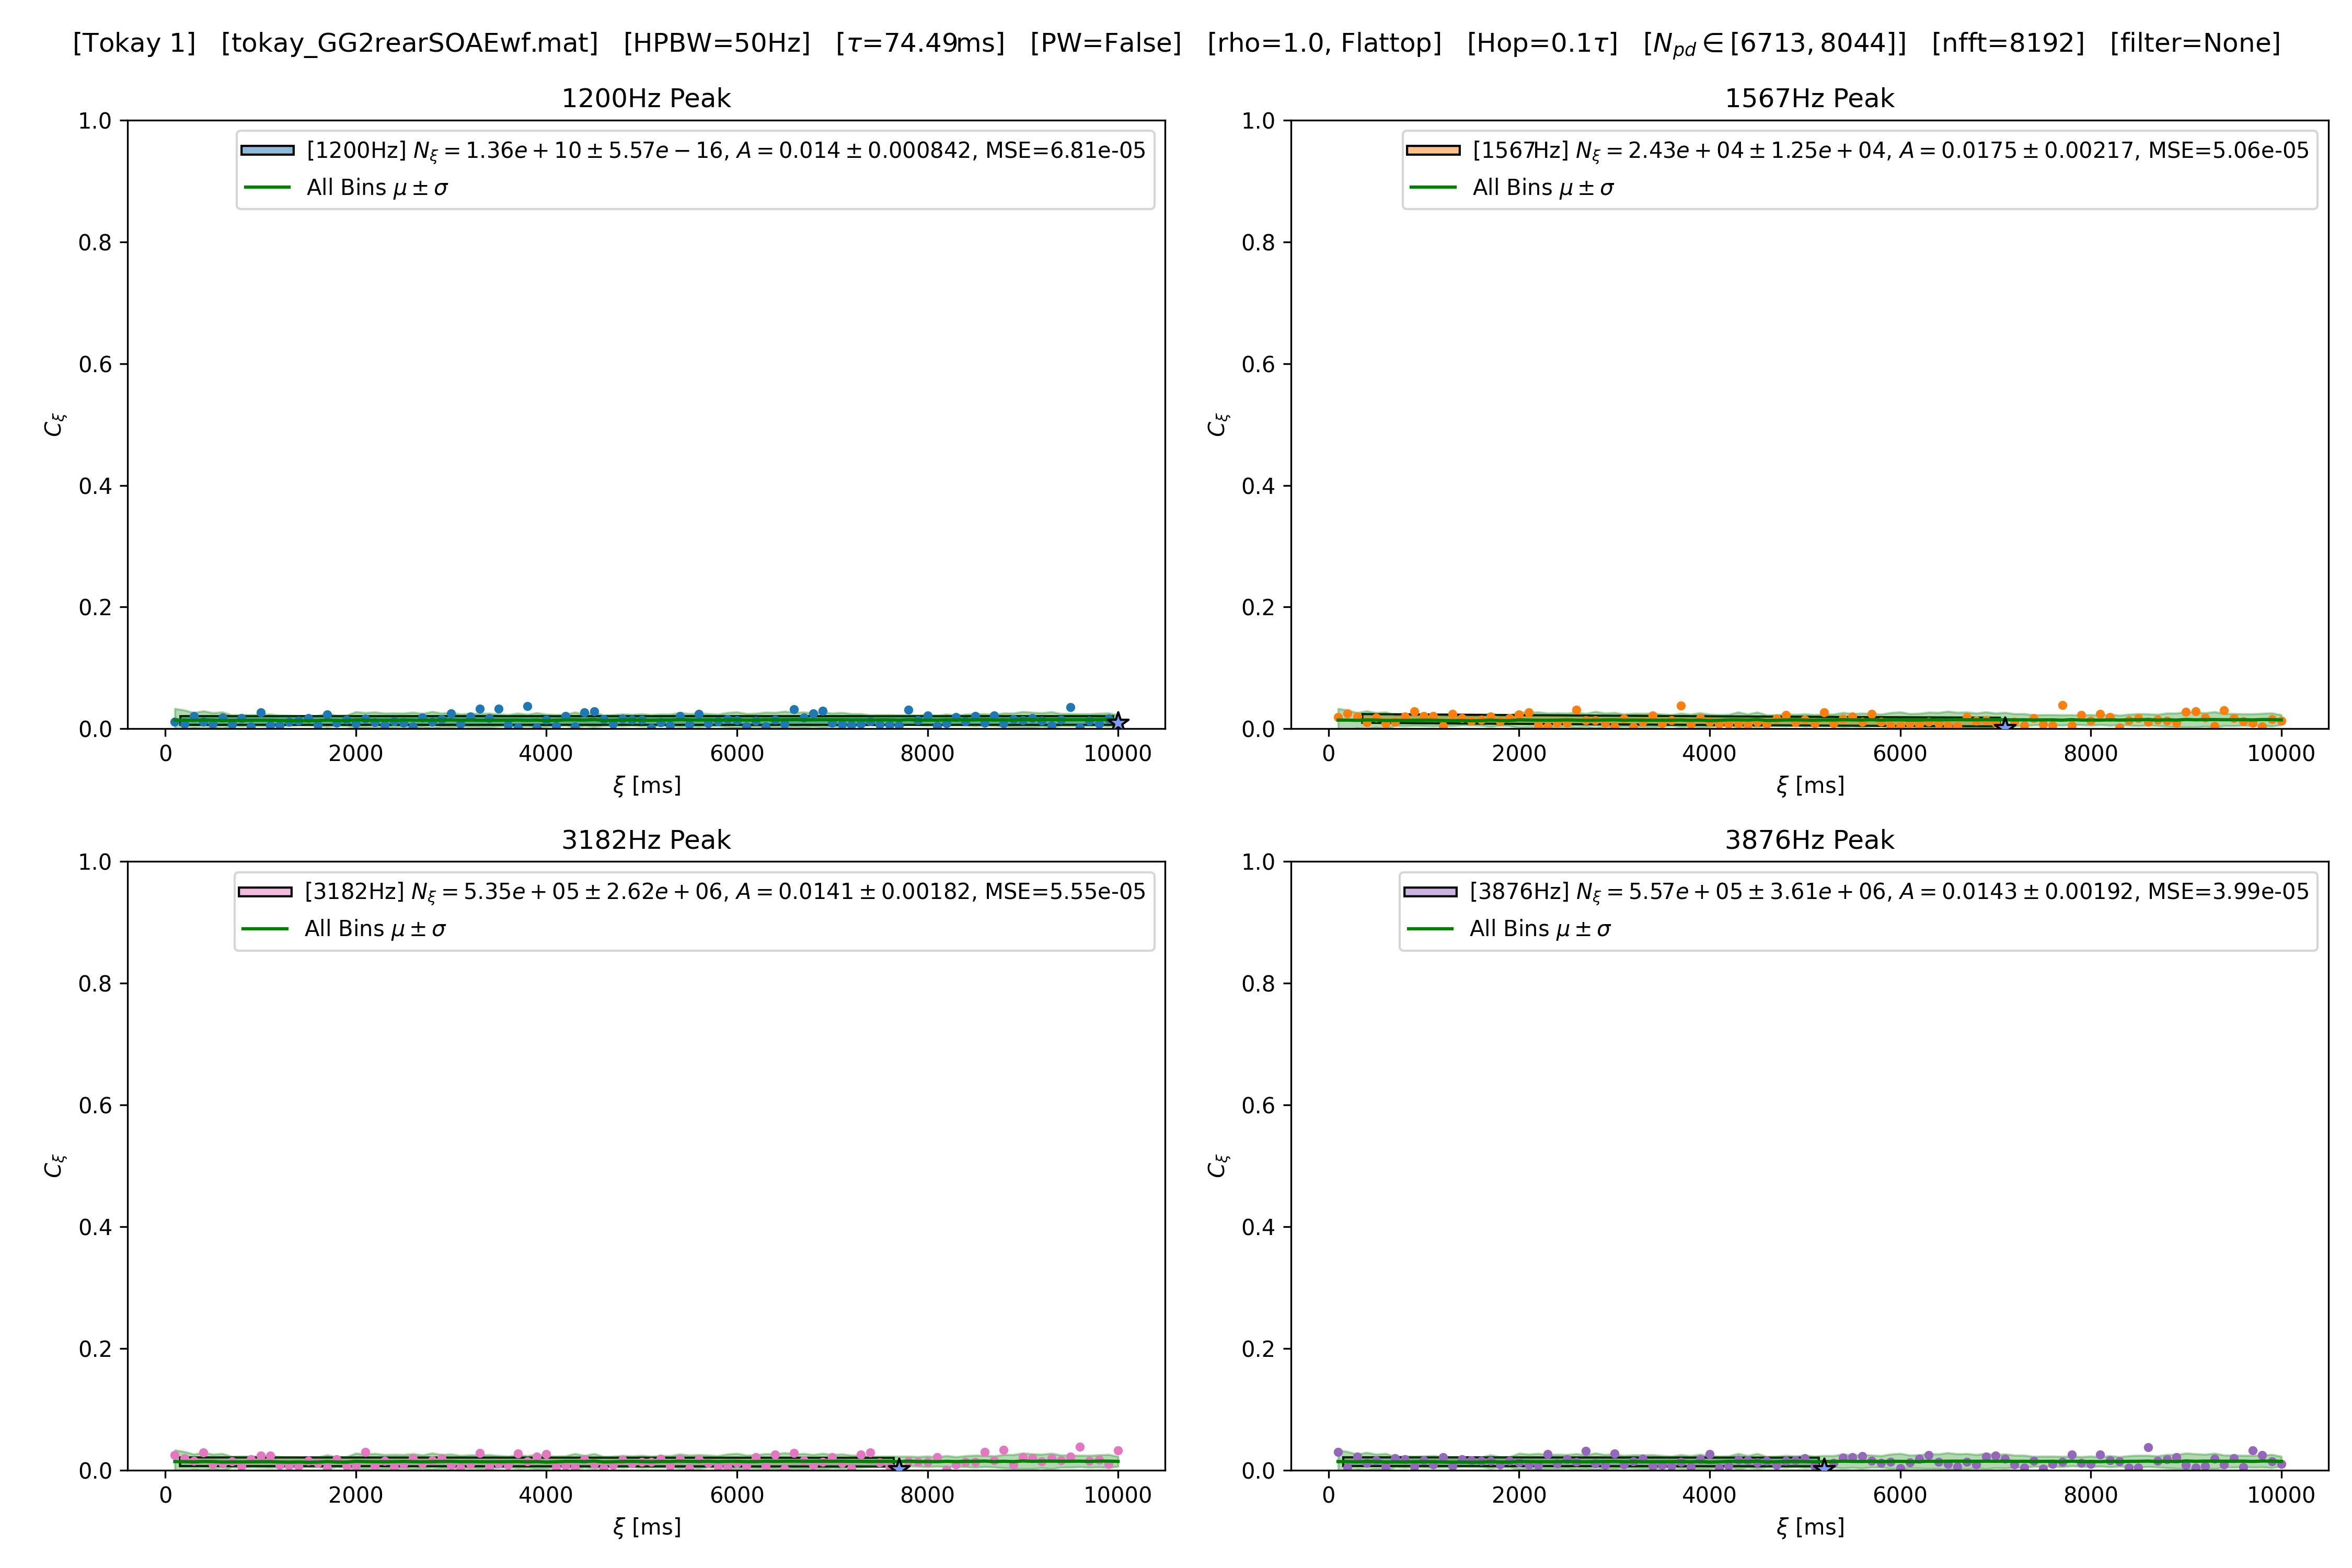 [Tokay 1] [tokay_GG2rearSOAEwf.mat] [HPBW=50Hz] [τ=74.49ms] [PW=False] [rho=1.0, Flattop] [Hop=0.1τ] [N_pd ∈ [6713, 8044]] [nfft=8192] [filter=None]
1200Hz Peak
[1200Hz] N_ξ = 1.36e + 10 ± 5.57e − 16, A = 0.014 ± 0.000842, MSE=6.81e-05
All Bins μ ± σ
1.0
0.8
0.6
0.4
0.2
0.0
C_ξ
0 2000 4000 6000 8000 10000
ξ [ms]
1567Hz Peak
[1567Hz] N_ξ = 2.43e + 04 ± 1.25e + 04, A = 0.0175 ± 0.00217, MSE=5.06e-05
All Bins μ ± σ
1.0
0.8
0.6
0.4
0.2
0.0
C_ξ
0 2000 4000 6000 8000 10000
ξ [ms]
3182Hz Peak
[3182Hz] N_ξ = 5.35e + 05 ± 2.62e + 06, A = 0.0141 ± 0.00182, MSE=5.55e-05
All Bins μ ± σ
1.0
0.8
0.6
0.4
0.2
0.0
C_ξ
0 2000 4000 6000 8000 10000
ξ [ms]
3876Hz Peak
[3876Hz] N_ξ = 5.57e + 05 ± 3.61e + 06, A = 0.0143 ± 0.00192, MSE=3.99e-05
All Bins μ ± σ
1.0
0.8
0.6
0.4
0.2
0.0
C_ξ
0 2000 4000 6000 8000 10000
ξ [ms]